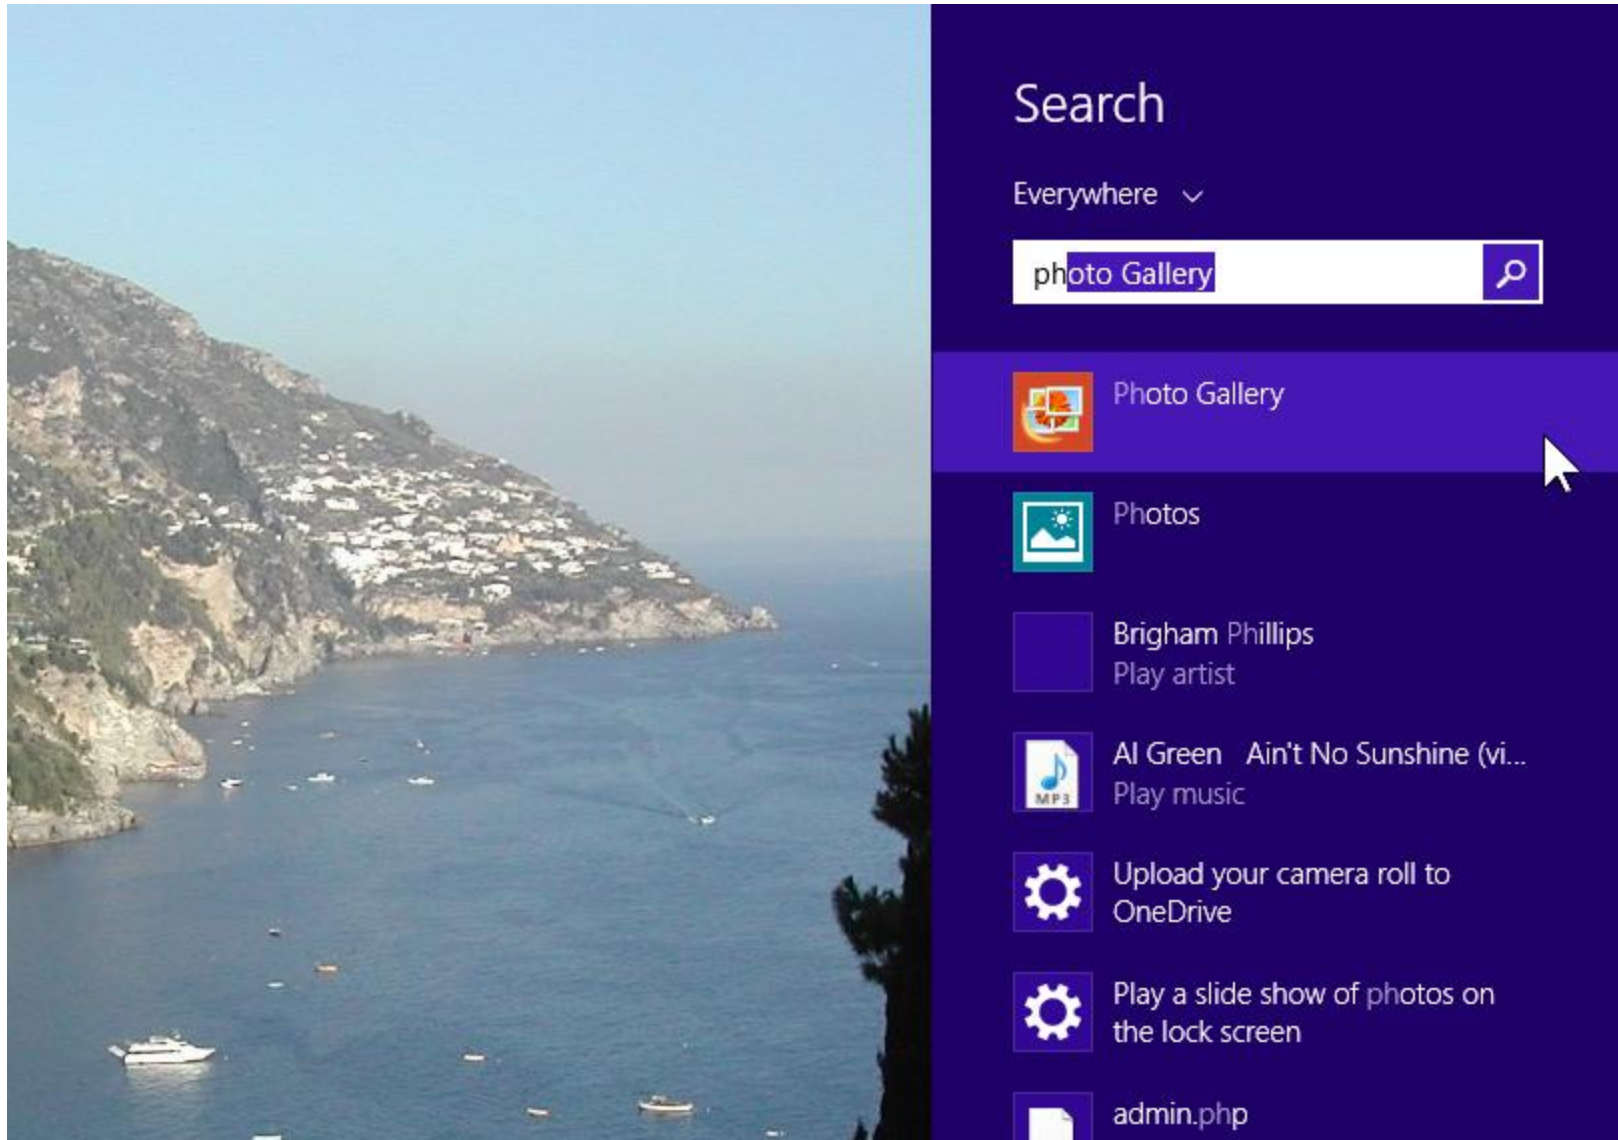 Search
Everywhere
photo Gallery
Photo Gallery
Photos
Brigham Phillips
Play artist
MP3
Al Green   Ain't No Sunshine (vi...
Play music
Upload your camera roll to
OneDrive
Play a slide show of photos on
the lock screen
admin.php